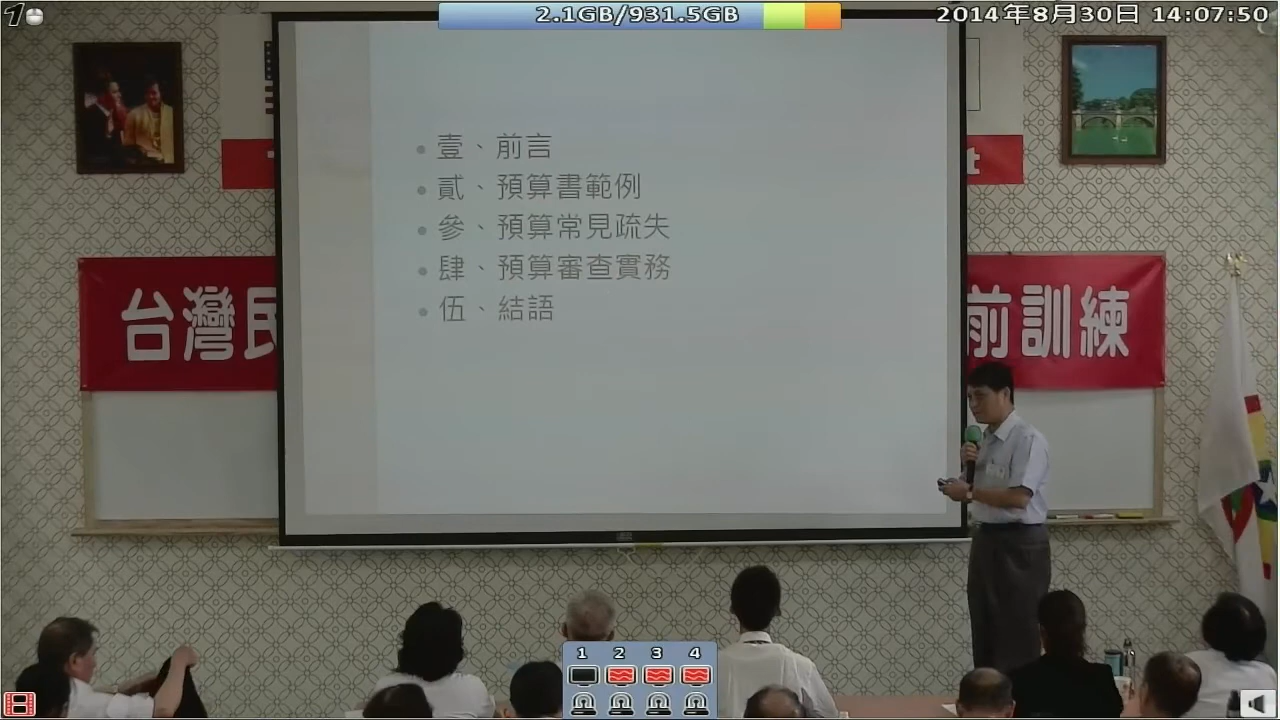 2.1GB/931.5GB
2014年8月30日 14:07:50
壹、前言
貳、預算書範例
參、預算常見疏失
肆、預算審查實務
伍、結語
台灣民
前訓練
1 2 3 4